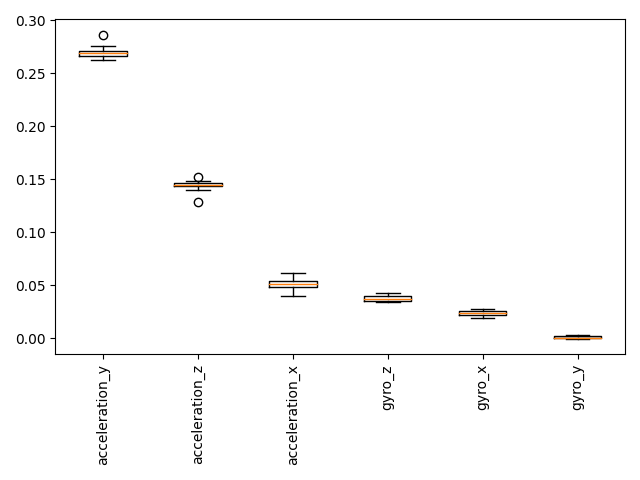 0.30
0.25
0.20
0.15
0.10
0.05
0.00
acceleration_y
acceleration_z
acceleration_x
gyro_z
gyro_x
gyro_y